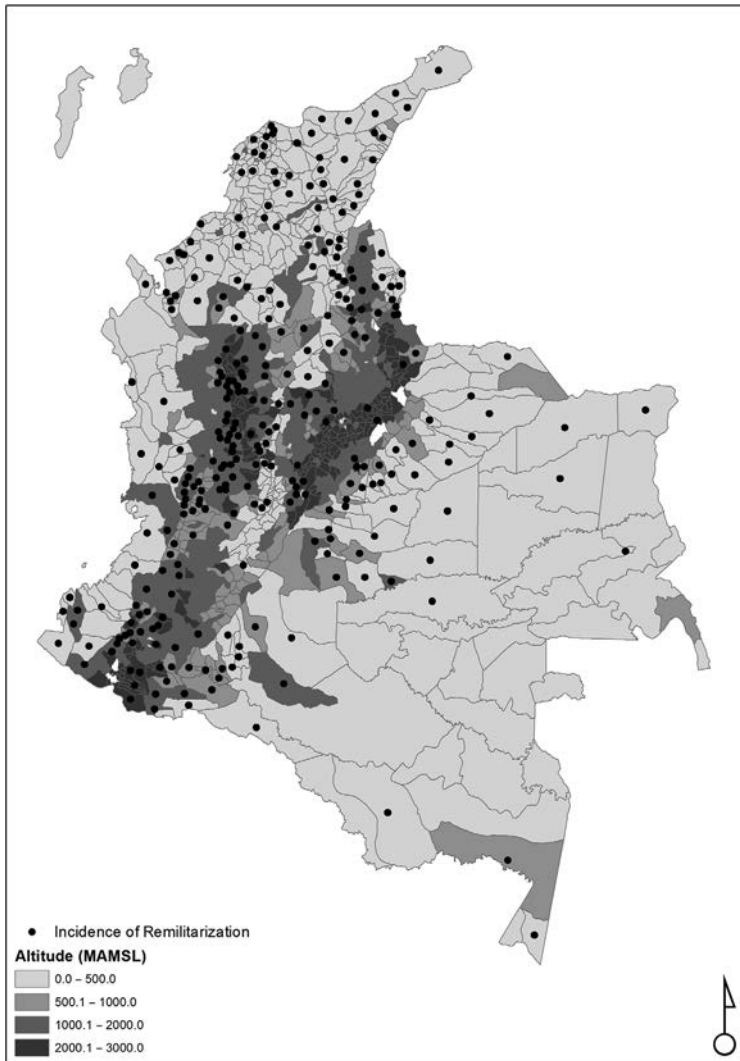 Incidence of Remilitarization
Altitude (MAMSL)
0.0 – 500.0
500.1 – 1000.0
1000.1 – 2000.0
2000.1 – 3000.0